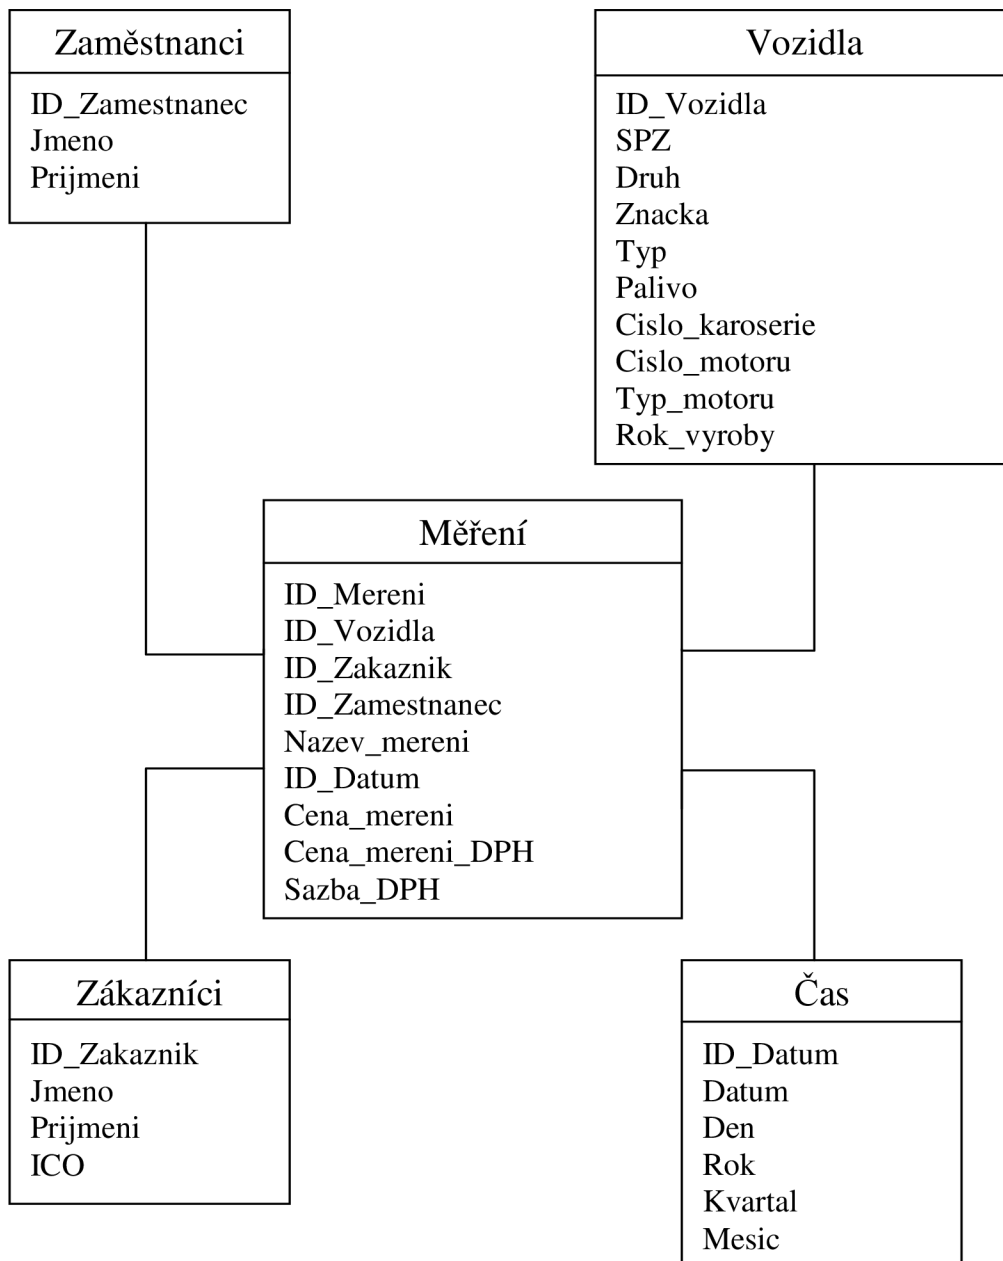 Zaměstnanci
ID_Zamestnanec
Jmeno
Prijmeni
Vozidla
ID_Vozidla
SPZ
Druh
Znacka
Typ
Palivo
Cislo_karoserie
Cislo_motoru
Typ_motoru
Rok_vyroby
Měření
ID_Mereni
ID_Vozidla
ID_Zakaznik
ID_Zamestnanec
Nazev_mereni
ID_Datum
Cena_mereni
Cena_mereni_DPH
Sazba_DPH
Zákazníci
ID_Zakaznik
Jmeno
Prijmeni
ICO
Čas
ID_Datum
Datum
Den
Rok
Kvartal
Mesic